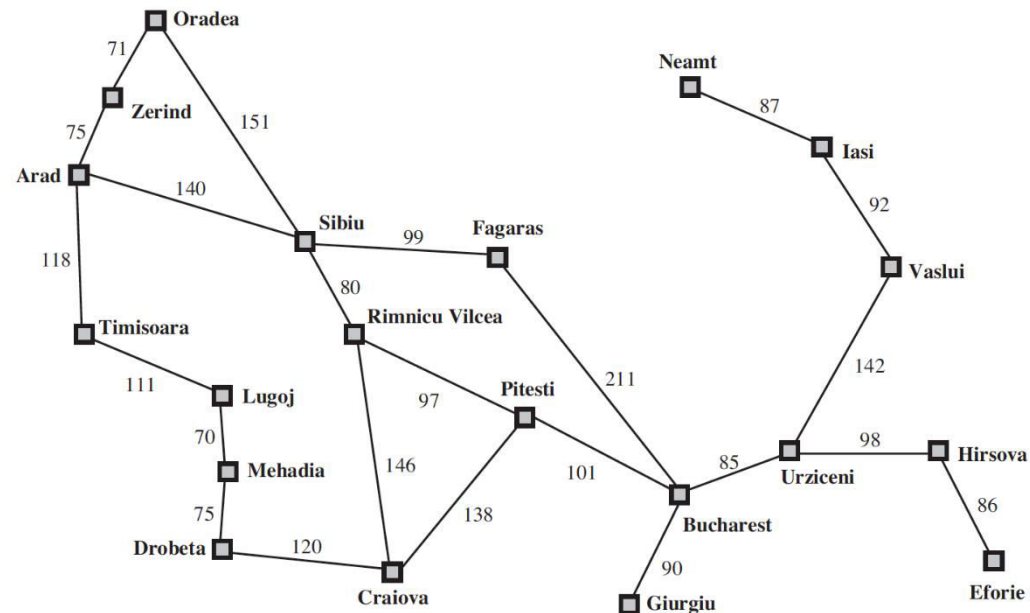 Oradea
71
Neamt
87
Zerind
151
75
Iasi
Arad
140
92
Sibiu
Fagaras
99
118
Vaslui
80
Rimnicu Vilcea
Timisoara
142
111
Pitesti
211
Lugoj
97
70
98
Hirsova
146
85
Mehadia
101
Urziceni
86
75
138
Bucharest
Drobeta
120
90
Craiova
Giurgiu
Eforie